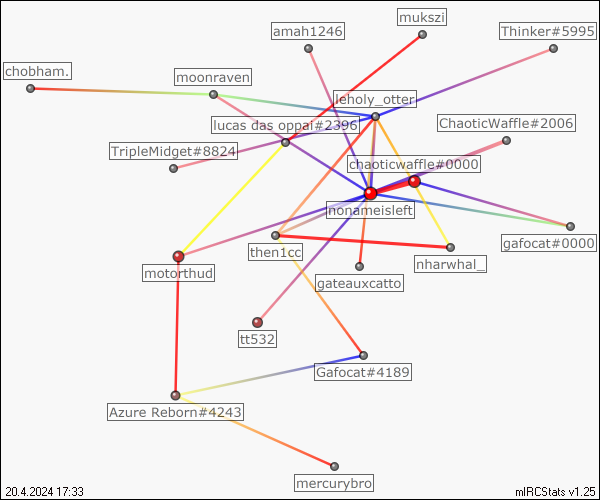 mukszi
amah1246
Thinker#5995
chobham.
moonraven
leholy_otter
lucas das oppai#2396
ChaoticWaffle#2006
TripleMidget#8824
chaoticwaffle#0000
nonameisleft
gafocat#0000
then1cc
nharwhal_
motorthud
gateauxcatto
tt532
Gafocat#4189
Azure Reborn#4243
mercurybro
20.4.2024 17:33
mIRCStats v1.25